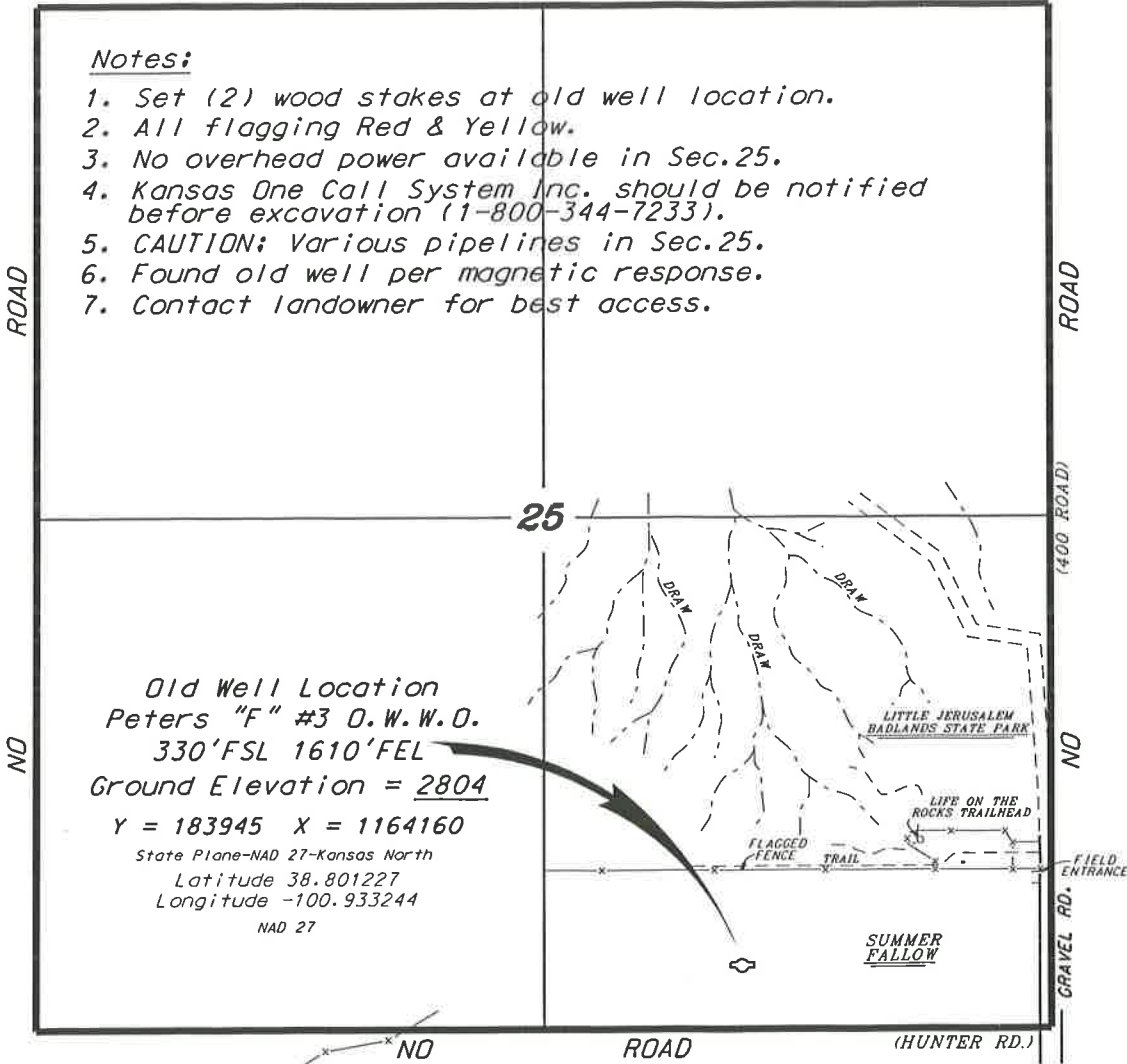 Notes:
1. Set (2) wood stakes at old well location.
2. All flagging Red & Yellow.
3. No overhead power available in Sec.25.
4. Kansas One Call System Inc. should be notified
before excavation (1-800-344-7233).
5. CAUTION: Various pipelines in Sec.25.
6. Found old well per magnetic response.
7. Contact landowner for best access.
ROAD
ROAD
(400 ROAD)
25
DRAW
DRAW
DRAW
Old Well Location
Peters "F" #3 O.W.W.O.
330'FSL 1610'FEL
Ground Elevation = 2804
Y = 183945 X = 1164160
State Plane-NAD 27-Kansas North
Latitude 38.801227
Longitude -100.933244
NAD 27
NO
NO
LITTLE JERUSALEM
BADLANDS STATE PARK
LIFE ON THE
ROCKS TRAILHEAD
FLAGGED
FENCE
TRAIL
FIELD
ENTRANCE
SUMMER
FALLOW
GRAVEL RD.
NO ROAD (HUNTER RD.)